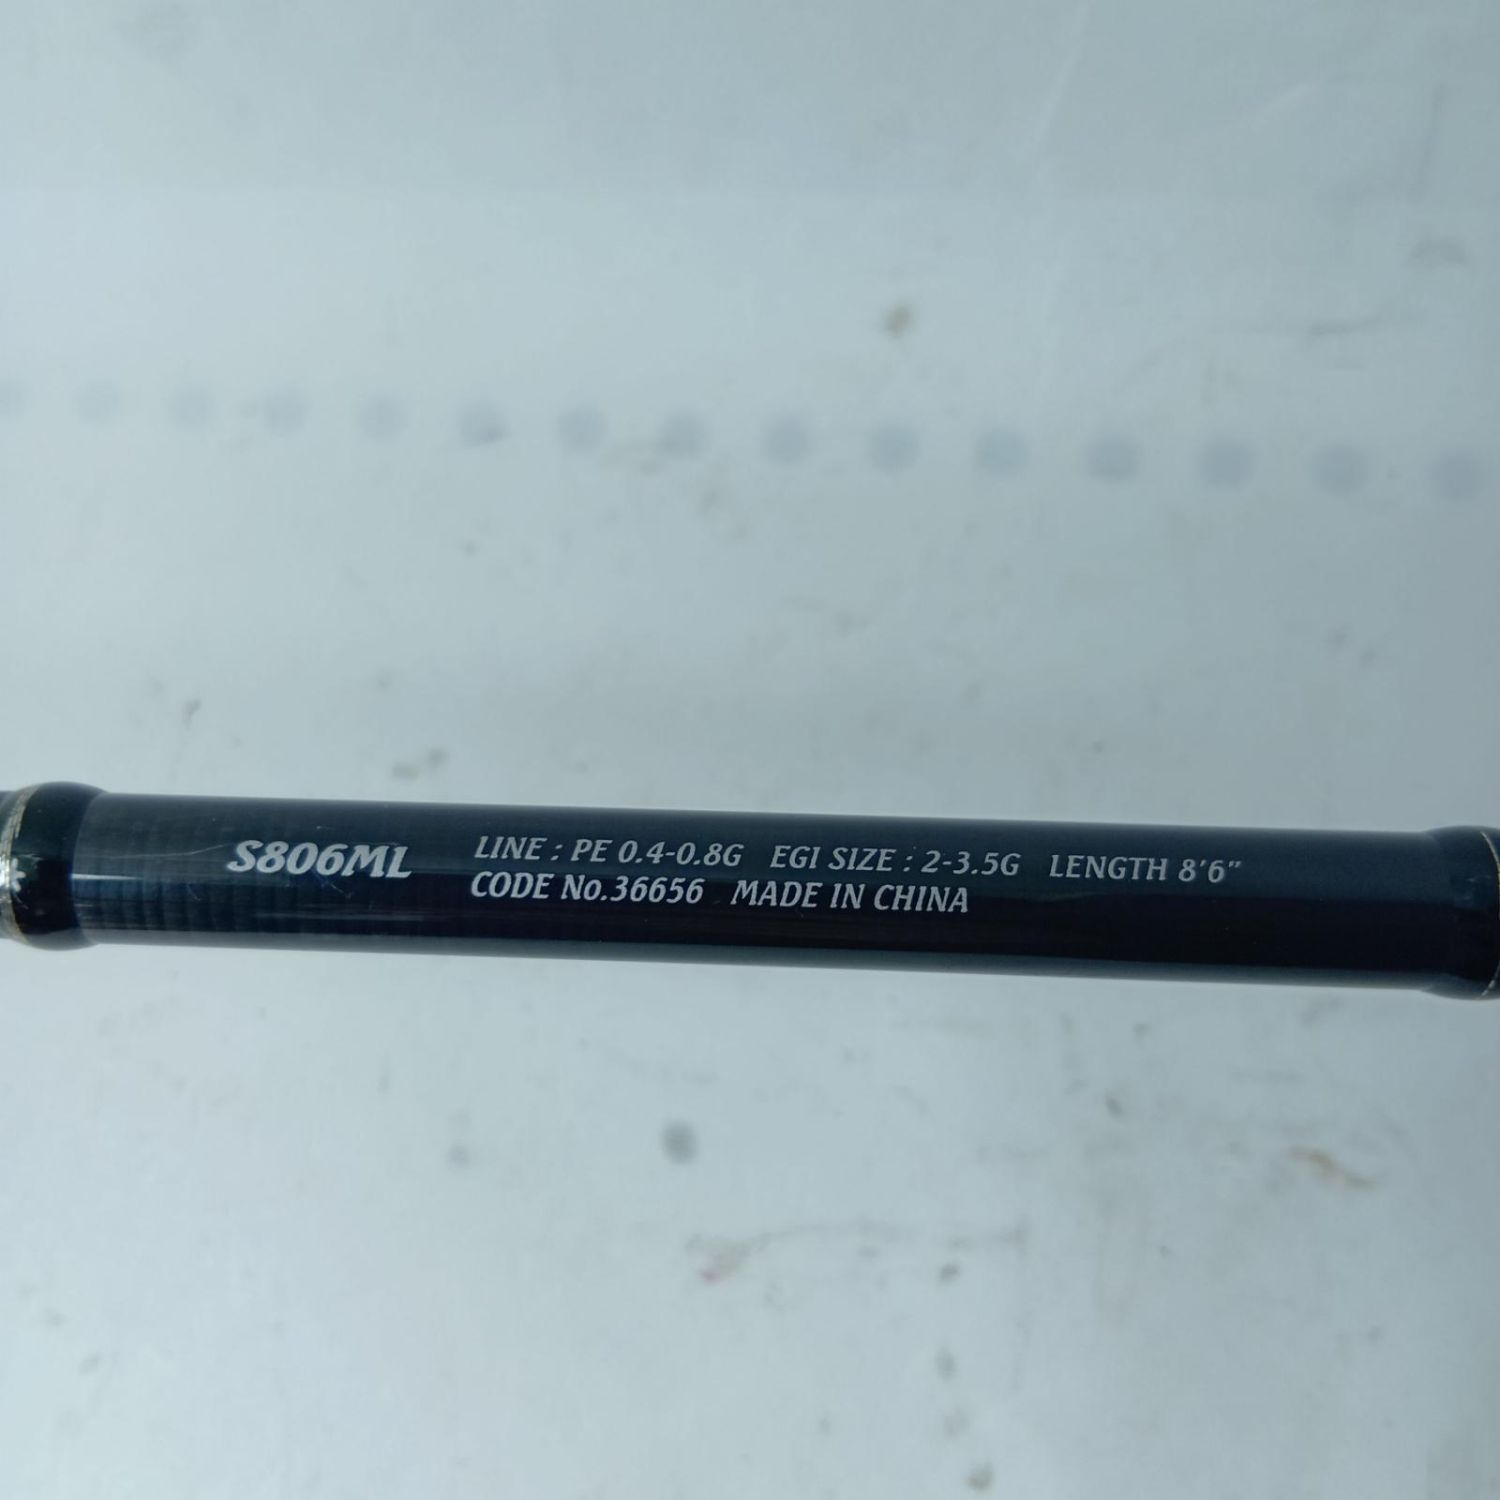 S806ML
LINE : PE 0.4-0.8G EGI SIZE : 2-3.5G LENGTH 8'6"
CODE No.36656 MADE IN CHINA